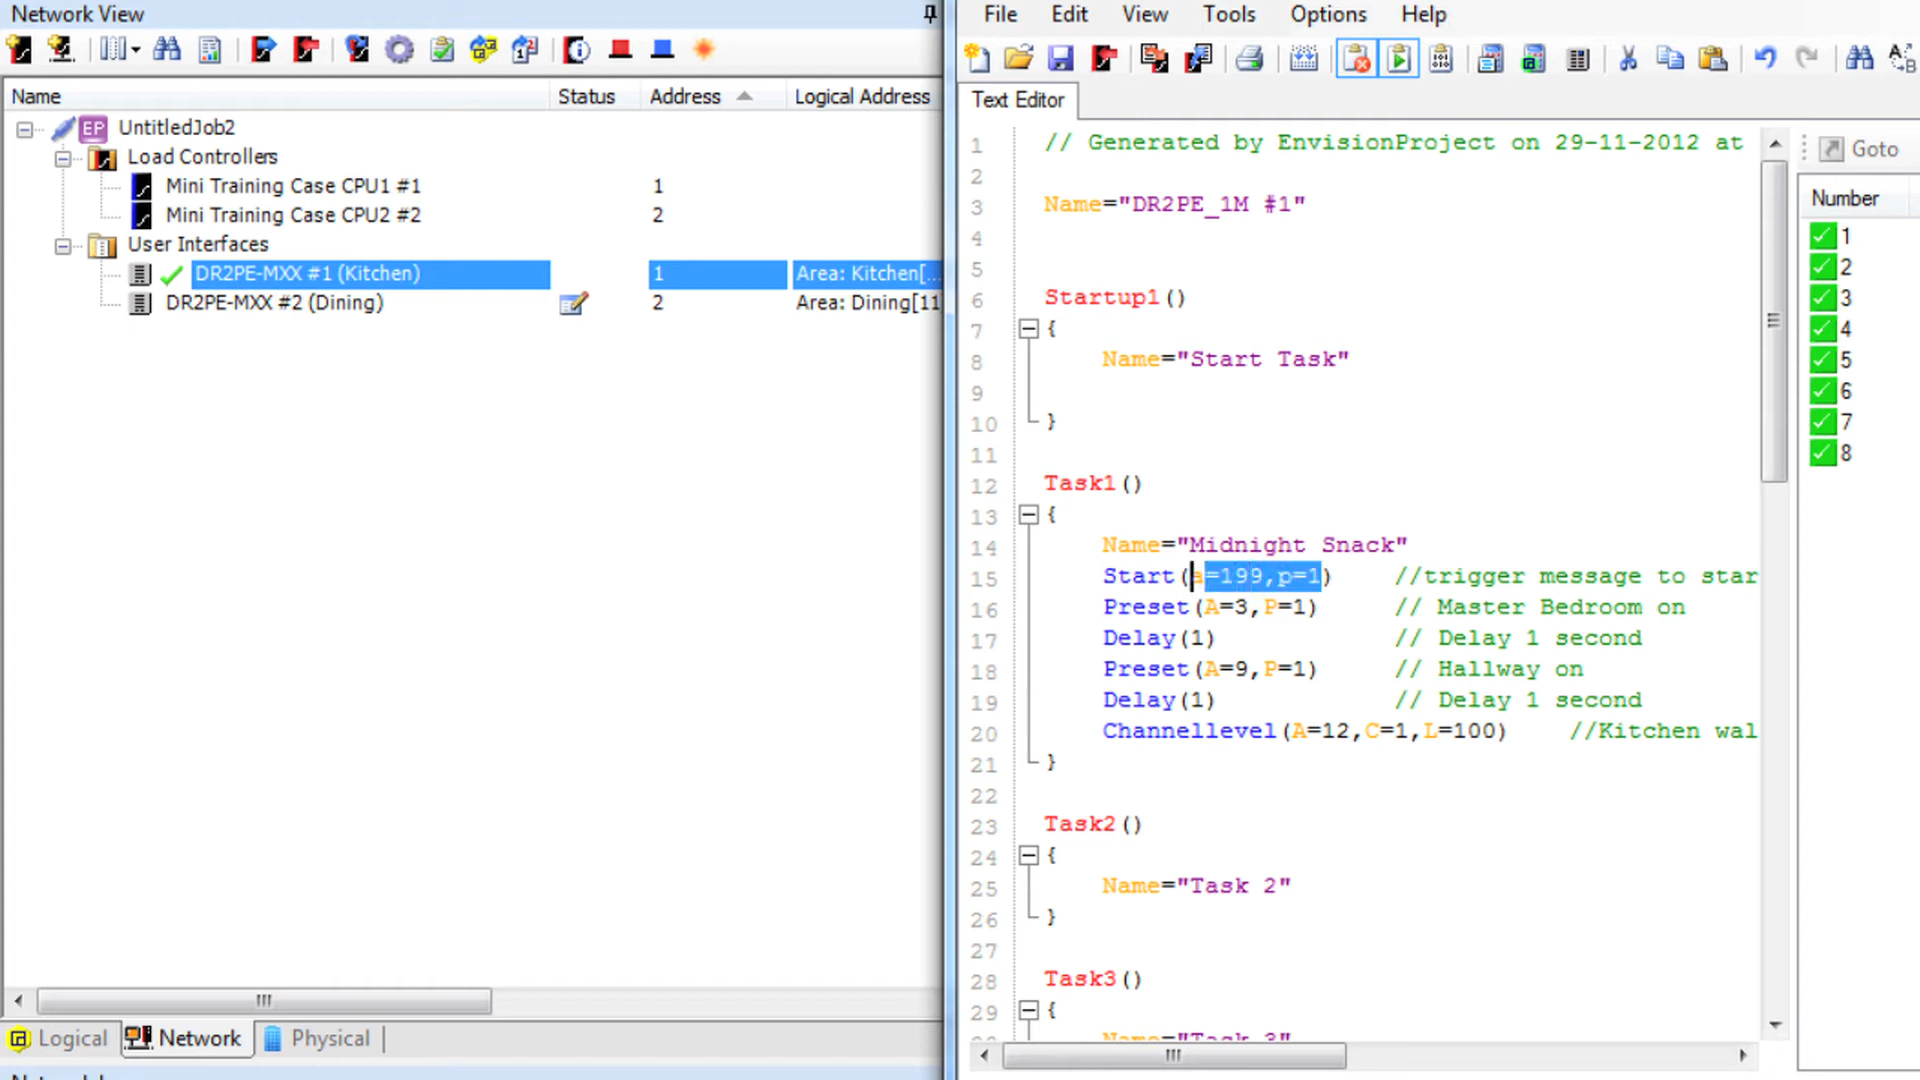 Network View
Name Status Address Logical Address
EP UntitledJob2
Load Controllers
Mini Training Case CPU1 #1 1
Mini Training Case CPU2 #2 2
User Interfaces
DR2PE-MXX #1 (Kitchen) 1 Area: Kitchen[...
DR2PE-MXX #2 (Dining) 2 Area: Dining[11]
Logical Network Physical
File Edit View Tools Options Help
Text Editor
1 // Generated by EnvisionProject on 29-11-2012 at
2
3 Name="DR2PE_1M #1"
4
5
6 Startup1()
7 {
8 Name="Start Task"
9
10 }
11
12 Task1()
13 {
14 Name="Midnight Snack"
15 Start(a=199,p=1) //trigger message to star
16 Preset(A=3,P=1) // Master Bedroom on
17 Delay(1) // Delay 1 second
18 Preset(A=9,P=1) // Hallway on
19 Delay(1) // Delay 1 second
20 Channellevel(A=12,C=1,L=100) //Kitchen wal
21 }
22
23 Task2()
24 {
25 Name="Task 2"
26 }
27
28 Task3()
29 {
Name="Task 3"
Goto
Number
1
2
3
4
5
6
7
8